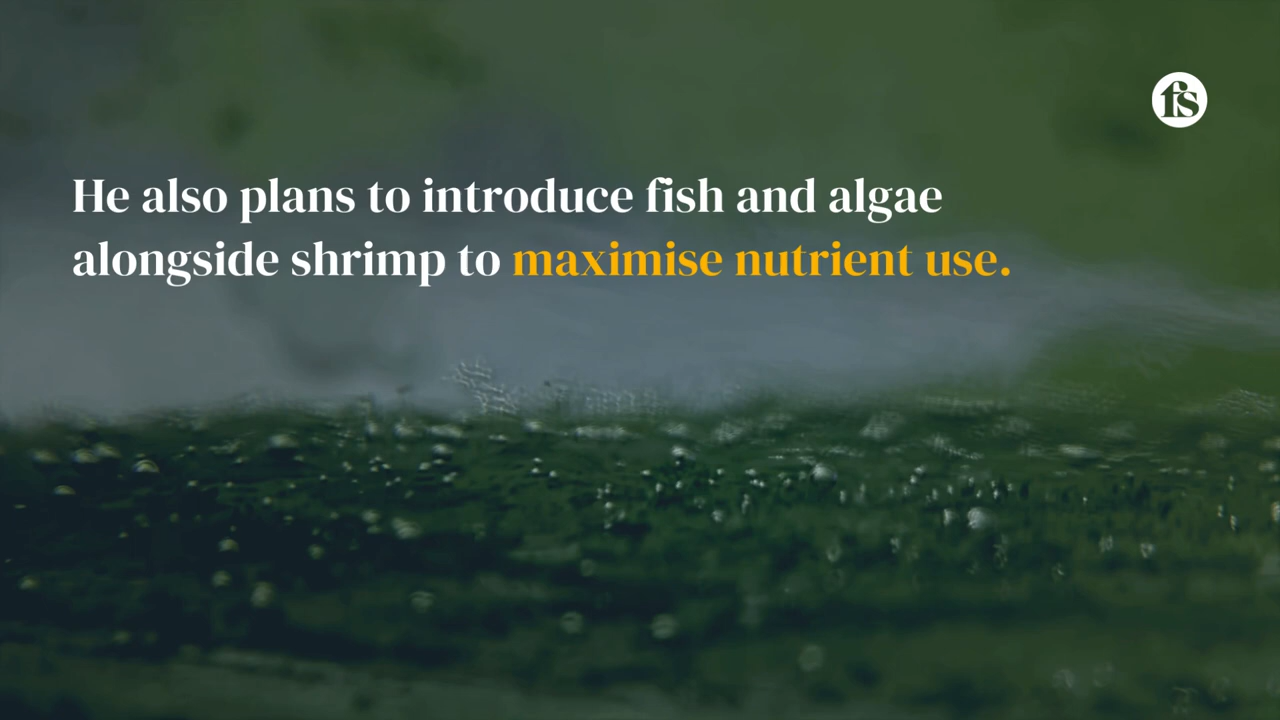 fs
He also plans to introduce fish and algae
alongside shrimp to maximise nutrient use.